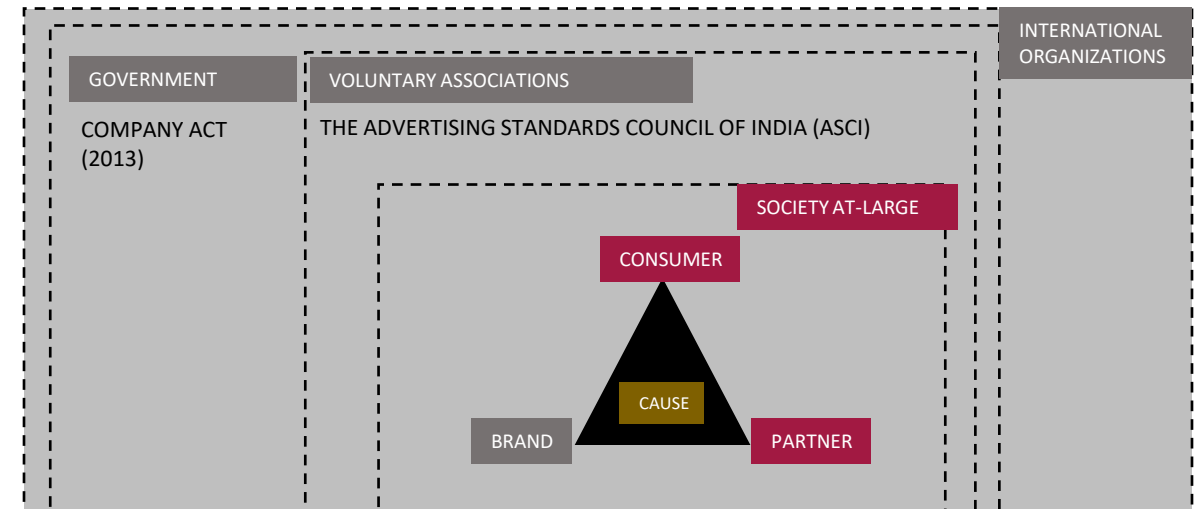 INTERNATIONAL
ORGANIZATIONS
GOVERNMENT
VOLUNTARY ASSOCIATIONS
COMPANY ACT
(2013)
THE ADVERTISING STANDARDS COUNCIL OF INDIA (ASCI)
SOCIETY AT-LARGE
CONSUMER
CAUSE
BRAND
PARTNER